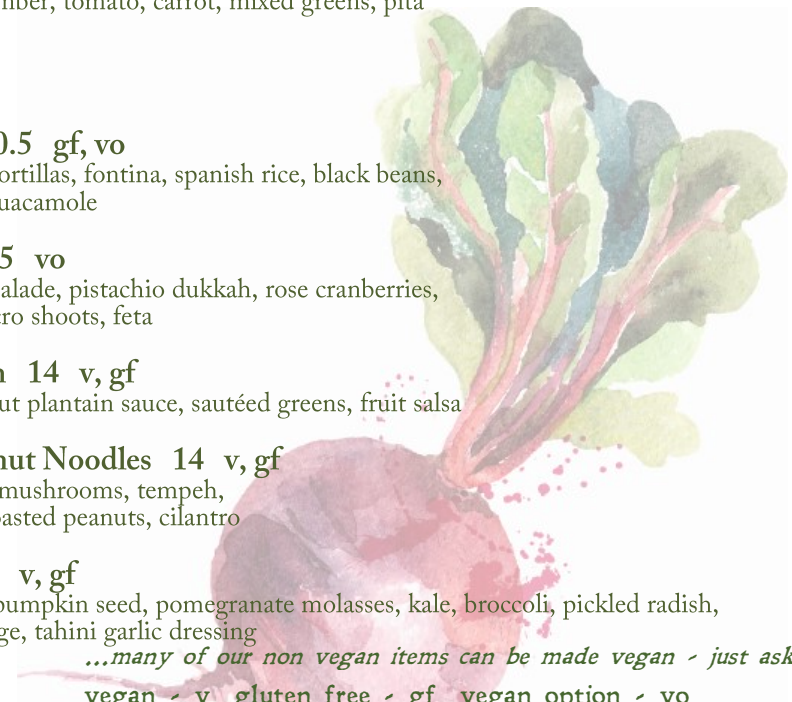 mber, tomato, carrot, mixed greens, pita
0.5 gf, vo
ortillas, fontina, spanish rice, black beans,
uacamole
5 vo
alade, pistachio dukkah, rose cranberries,
cro shoots, feta
n 14 v, gf
ut plantain sauce, sautéed greens, fruit salsa
nut Noodles 14 v, gf
mushrooms, tempeh,
oasted peanuts, cilantro
v, gf
pumpkin seed, pomegranate molasses, kale, broccoli, pickled radish,
ge, tahini garlic dressing
...many of our non vegan items can be made vegan - just ask
vegan - v gluten free - gf vegan option - vo